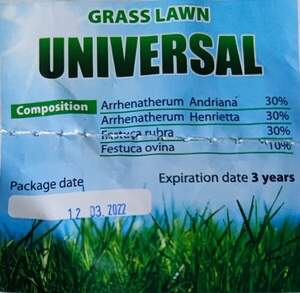 GRASS LAWN
UNIVERSAL
Composition
Arrhenatherum Andriana 30%
Arrhenatherum Henrietta 30%
Festuca rubra 30%
Festuca ovina 10%
Package date
Expiration date 3 years
12 03. 2022